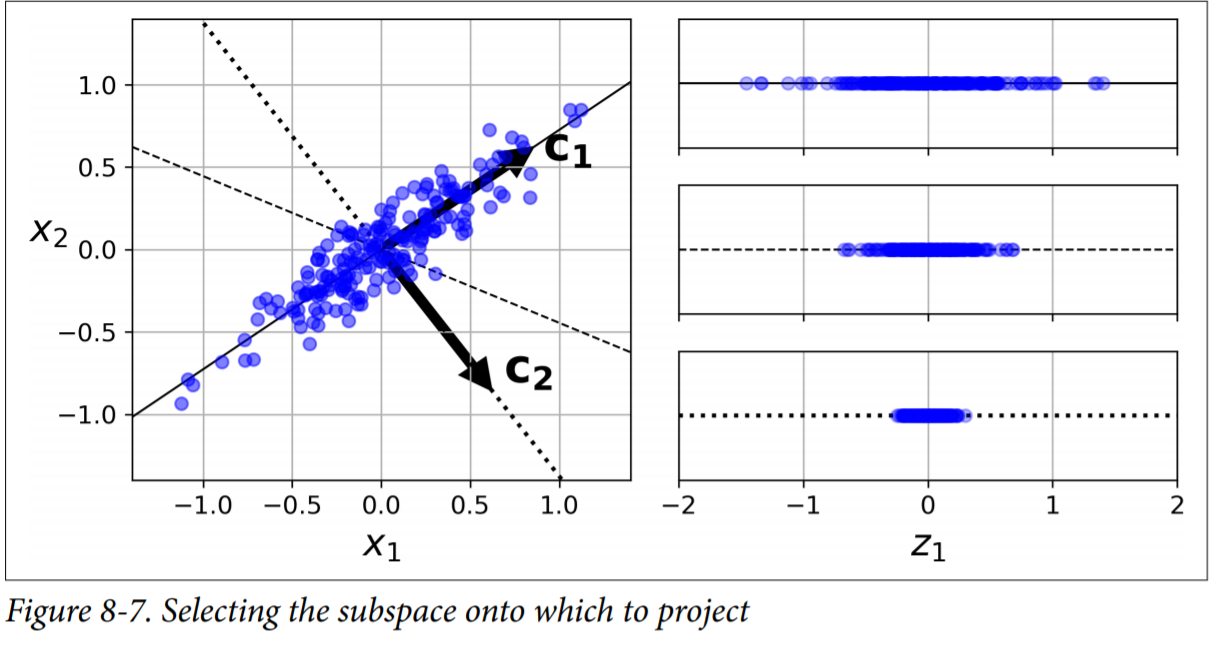 1.0
0.5
0.0
−0.5
−1.0
x₂
c₁
c₂
−1.0 −0.5 0.0 0.5 1.0
x₁
−2 −1 0 1 2
z₁
Figure 8-7. Selecting the subspace onto which to project